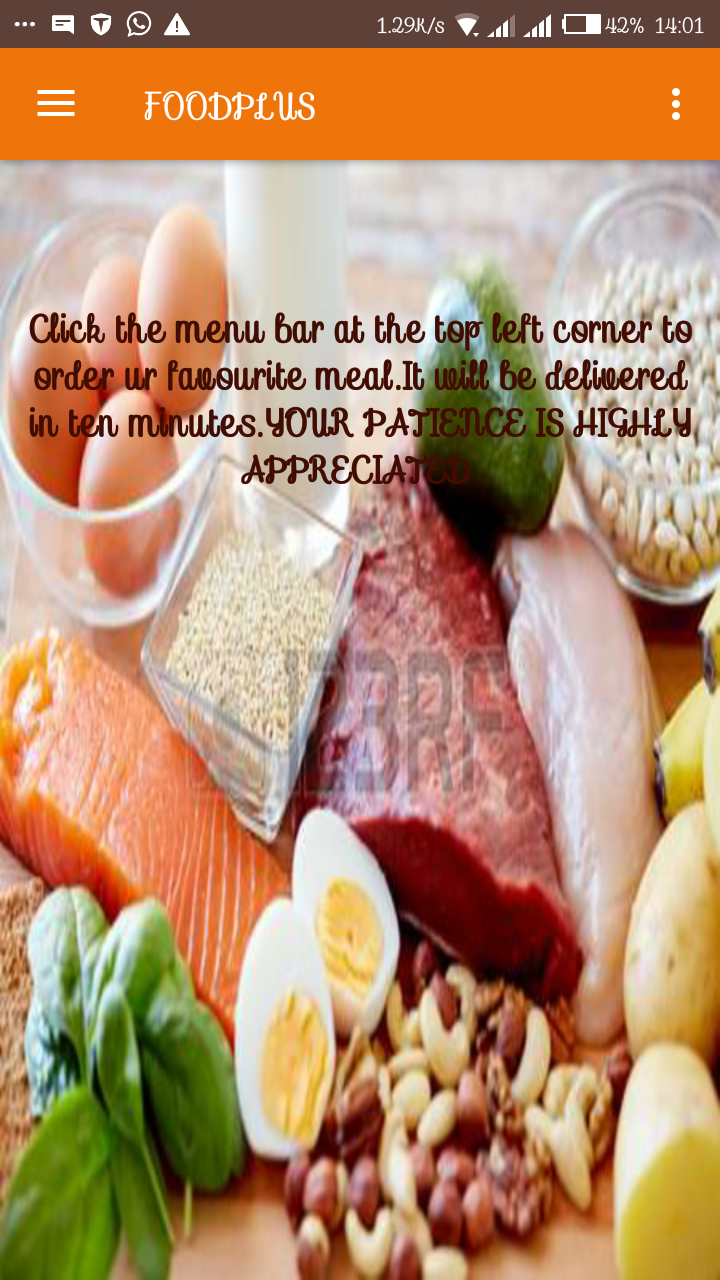 1.29K/s 42% 14:01
FOODPLUS
Click the menu bar at the top left corner to
order ur favourite meal.It will be delivered
in ten minutes.YOUR PATIENCE IS HIGHLY
APPRECIATED
123RF